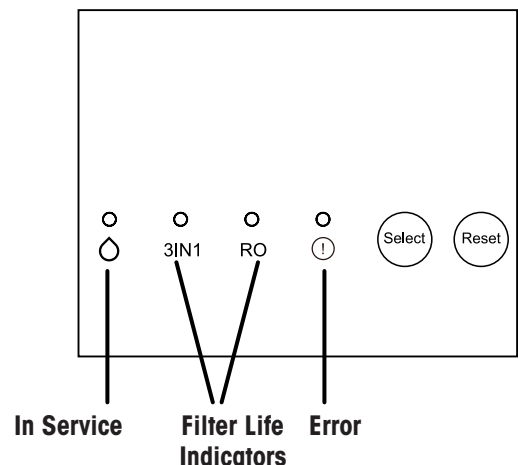 3IN1 RO ! Select Reset
In Service Filter Life Error
Indicators